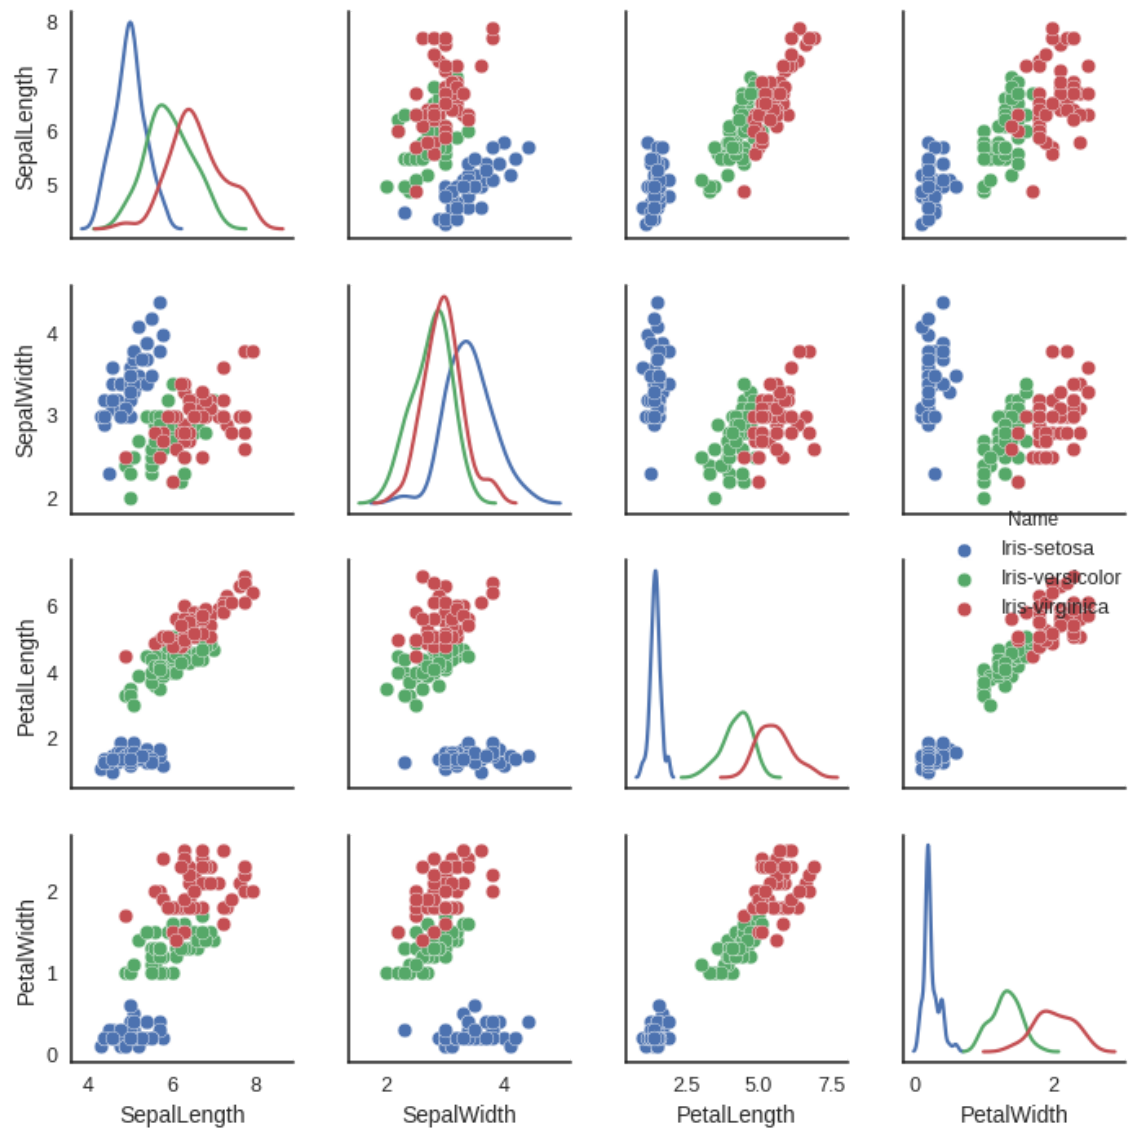 8
7
6
5
SepalLength
4
3
2
SepalWidth
Name
Iris-setosa
Iris-versicolor
Iris-virginica
6
4
2
PetalLength
2
1
0
PetalWidth
4 6 8
2 4
2.5 5.0 7.5
0 2
SepalLength
SepalWidth
PetalLength
PetalWidth